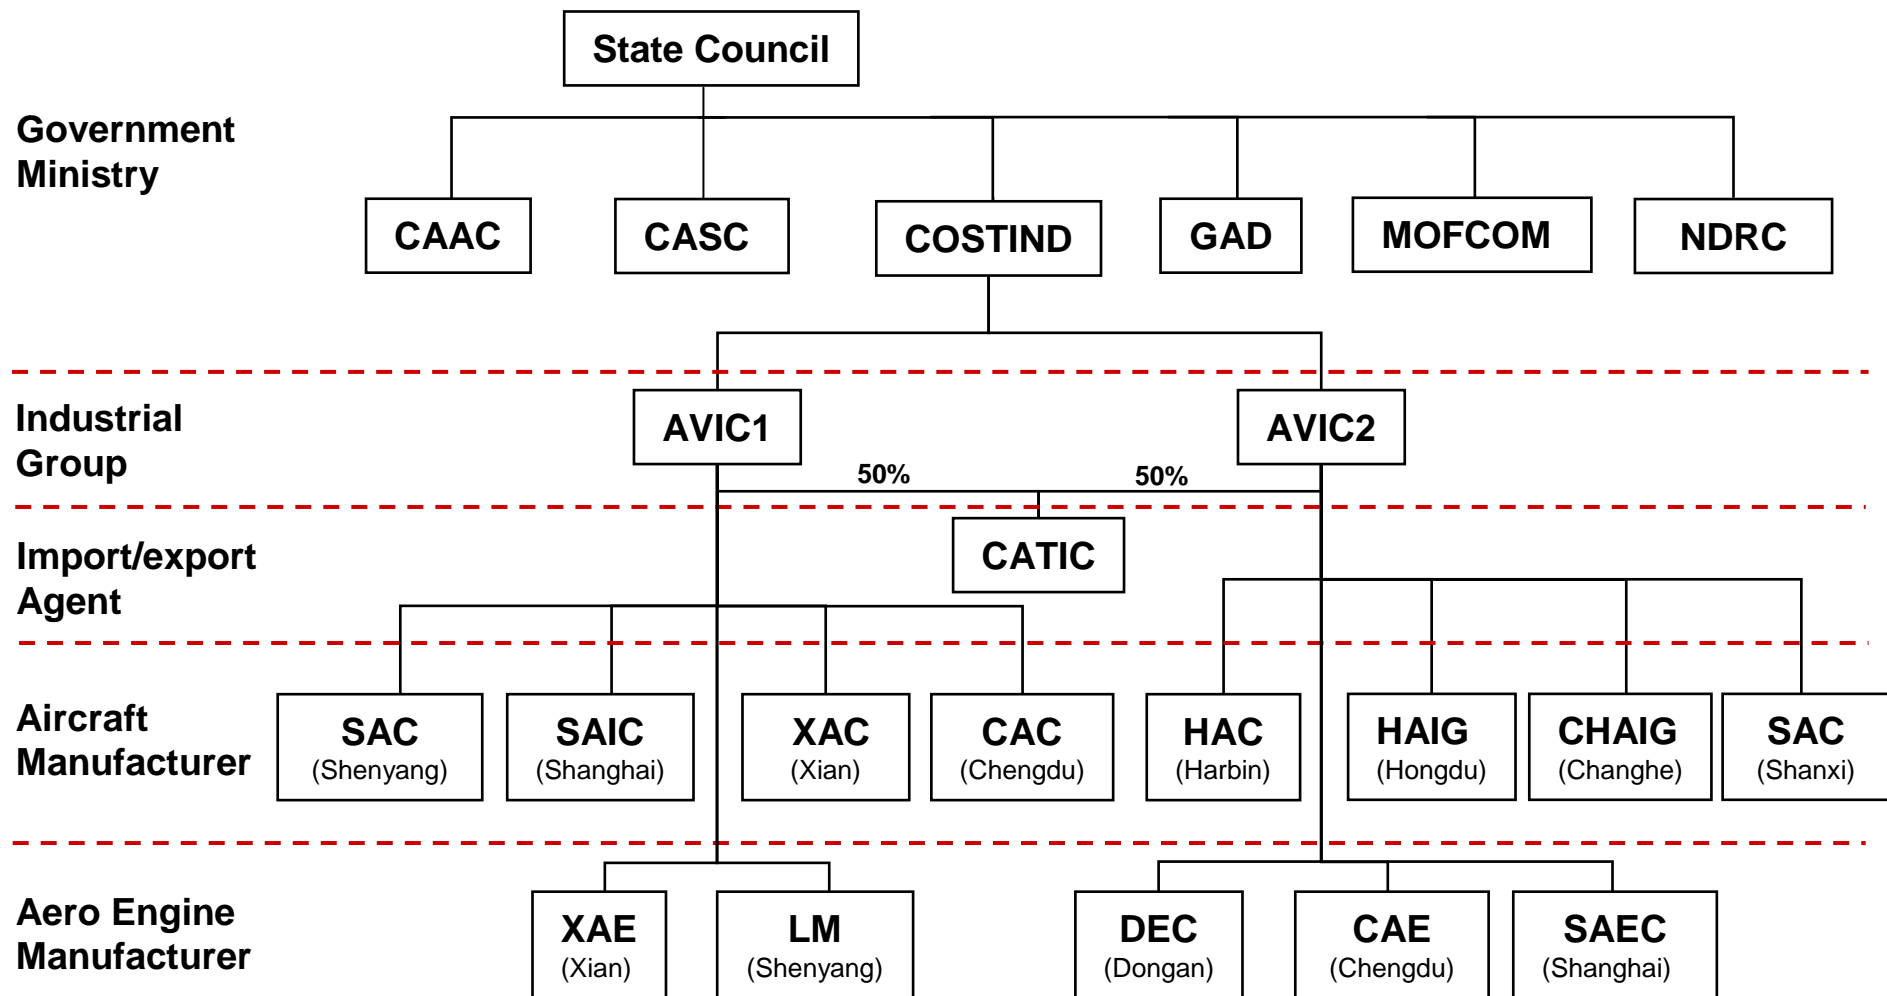 State Council
Government
Ministry
CAAC
CASC
COSTIND
GAD
MOFCOM
NDRC
Industrial
Group
AVIC1
AVIC2
50%
50%
Import/export
Agent
CATIC
Aircraft
Manufacturer
SAC
(Shenyang)
SAIC
(Shanghai)
XAC
(Xian)
CAC
(Chengdu)
HAC
(Harbin)
HAIG
(Hongdu)
CHAIG
(Changhe)
SAC
(Shanxi)
Aero Engine
Manufacturer
XAE
(Xian)
LM
(Shenyang)
DEC
(Dongan)
CAE
(Chengdu)
SAEC
(Shanghai)